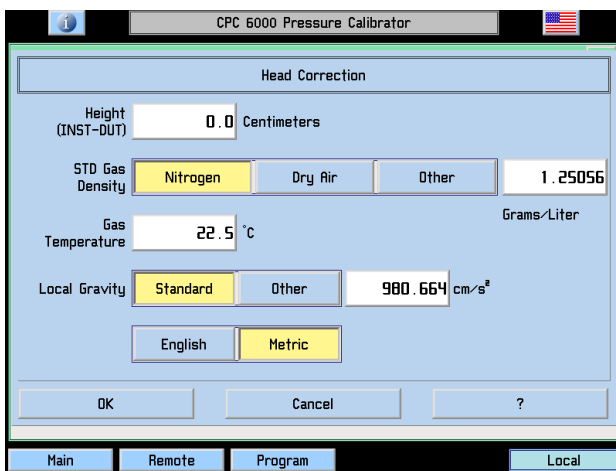 i CPC 6000 Pressure Calibrator
Head Correction
Height
(INST-DUT)
0.0 Centimeters
STD Gas
Density
Nitrogen Dry Air Other 1.25056
Grams/Liter
Gas
Temperature
22.5 °C
Local Gravity Standard Other 980.664 cm/s²
English Metric
OK Cancel ?
Main Remote Program Local